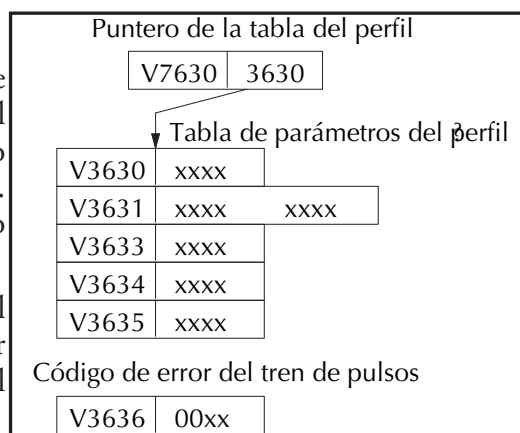 Puntero de la tabla del perfil
V7630 3630
Tabla de parámetros del perfil
V3630 xxxx
V3631 xxxx xxxx
V3633 xxxx
V3634 xxxx
V3635 xxxx
Código de error del tren de pulsos
V3636 00xx